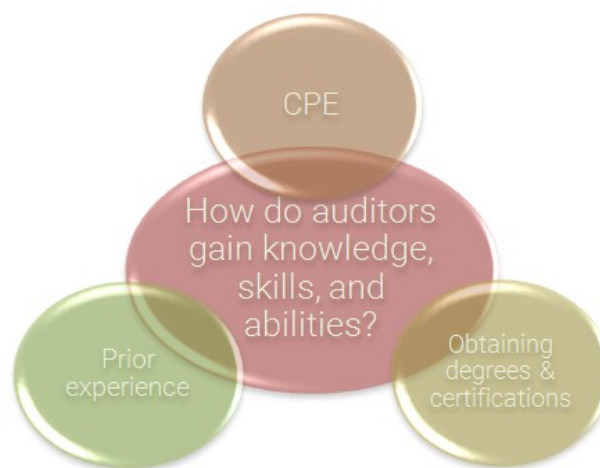 CPE
How do auditors
gain knowledge,
skills, and
abilities?
Prior
experience
Obtaining
degrees &
certifications